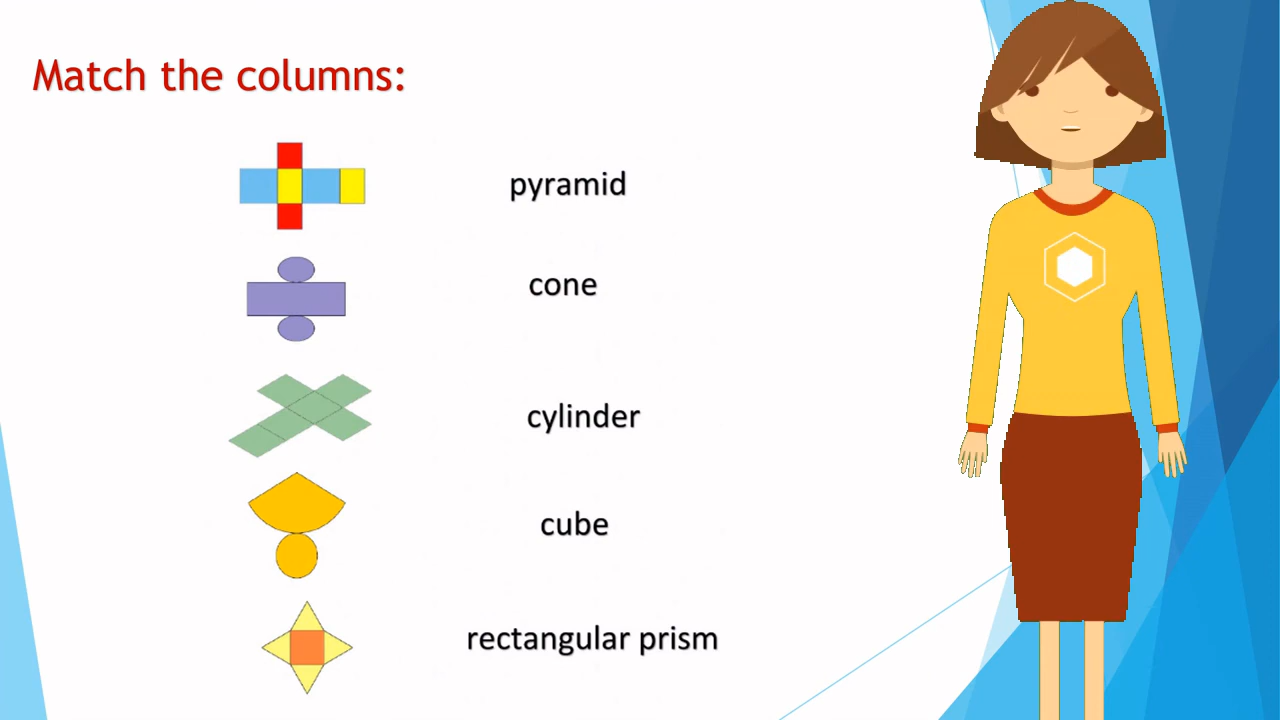 Match the columns:
pyramid
cone
cylinder
cube
rectangular prism